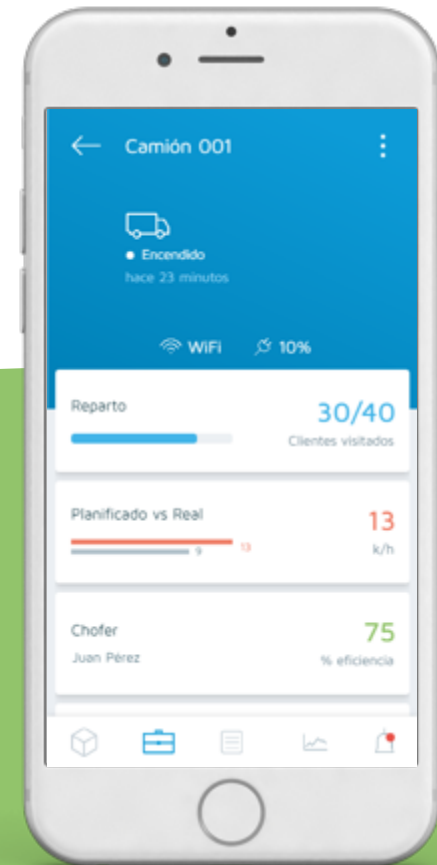 Camión 001
Encendido
hace 23 minutos
WiFi 10%
Reparto
30/40
Clientes visitados
Planificado vs Real
13
9
13
k/h
Chofer
75
Juan Pérez
% eficiencia